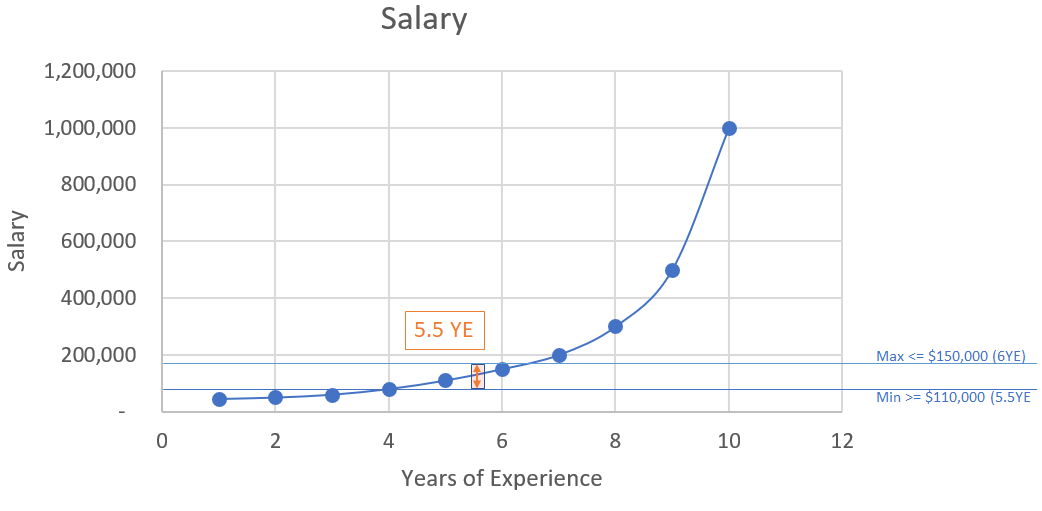 Salary
1,200,000
1,000,000
800,000
600,000
400,000
200,000
-
Salary
5.5 YE
Max <= $150,000 (6YE)
Min >= $110,000 (5.5YE
0 2 4 6 8 10 12
Years of Experience